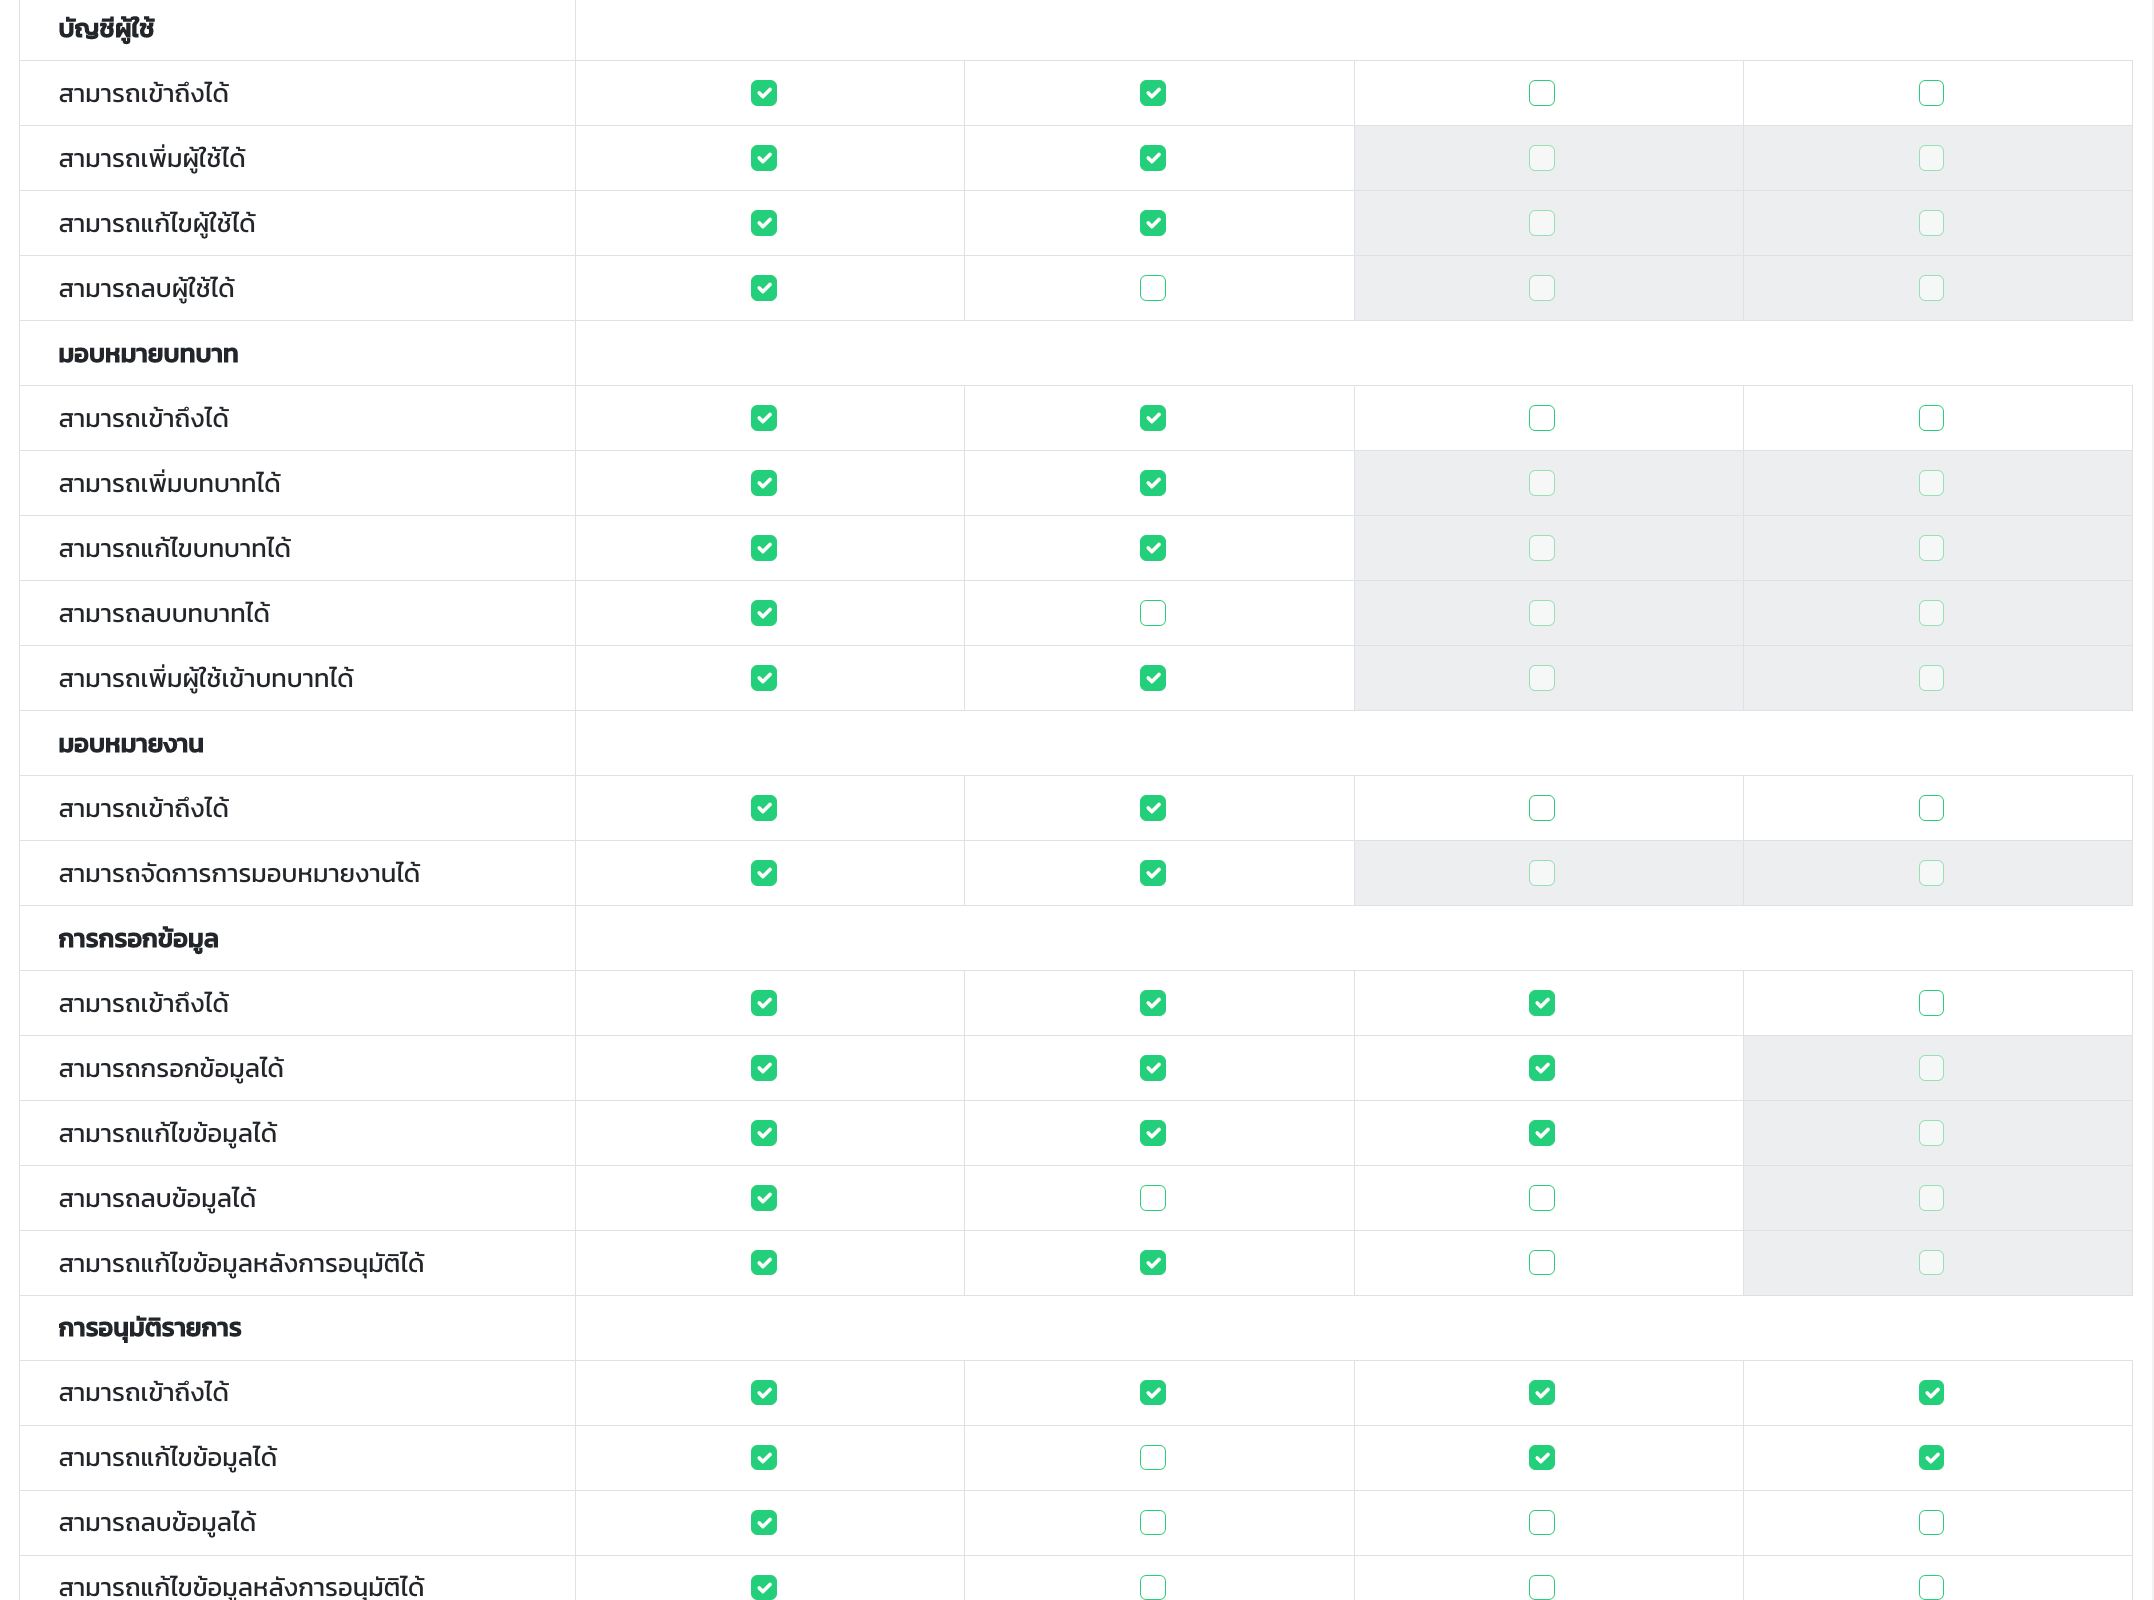 บัญชีผู้ใช้
สามารถเข้าถึงได้
สามารถเพิ่มผู้ใช้ได้
สามารถแก้ไขผู้ใช้ได้
สามารถลบผู้ใช้ได้
มอบหมายบทบาท
สามารถเข้าถึงได้
สามารถเพิ่มบทบาทได้
สามารถแก้ไขบทบาทได้
สามารถลบบทบาทได้
สามารถเพิ่มผู้ใช้เข้าบทบาทได้
มอบหมายงาน
สามารถเข้าถึงได้
สามารถจัดการการมอบหมายงานได้
การกรอกข้อมูล
สามารถเข้าถึงได้
สามารถกรอกข้อมูลได้
สามารถแก้ไขข้อมูลได้
สามารถลบข้อมูลได้
สามารถแก้ไขข้อมูลหลังการอนุมัติได้
การอนุมัติรายการ
สามารถเข้าถึงได้
สามารถแก้ไขข้อมูลได้
สามารถลบข้อมูลได้
สามารถแก้ไขข้อมูลหลังการอนุมัติได้